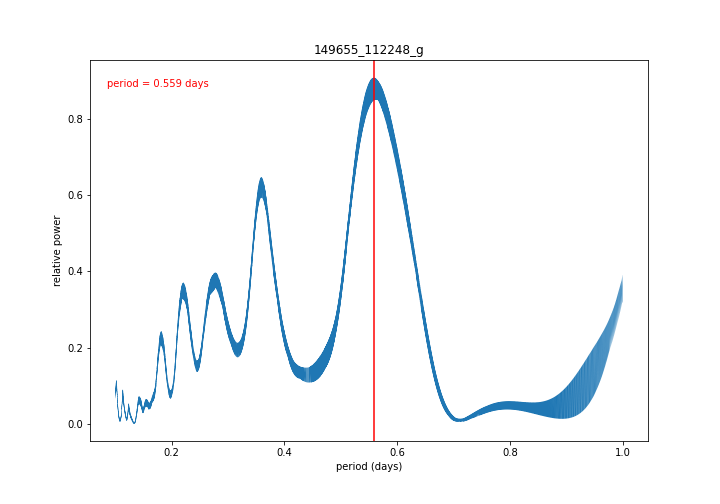 149655_112248_g
period = 0.559 days
0.8
0.6
0.4
0.2
0.0
relative power
0.2 0.4 0.6 0.8 1.0
period (days)